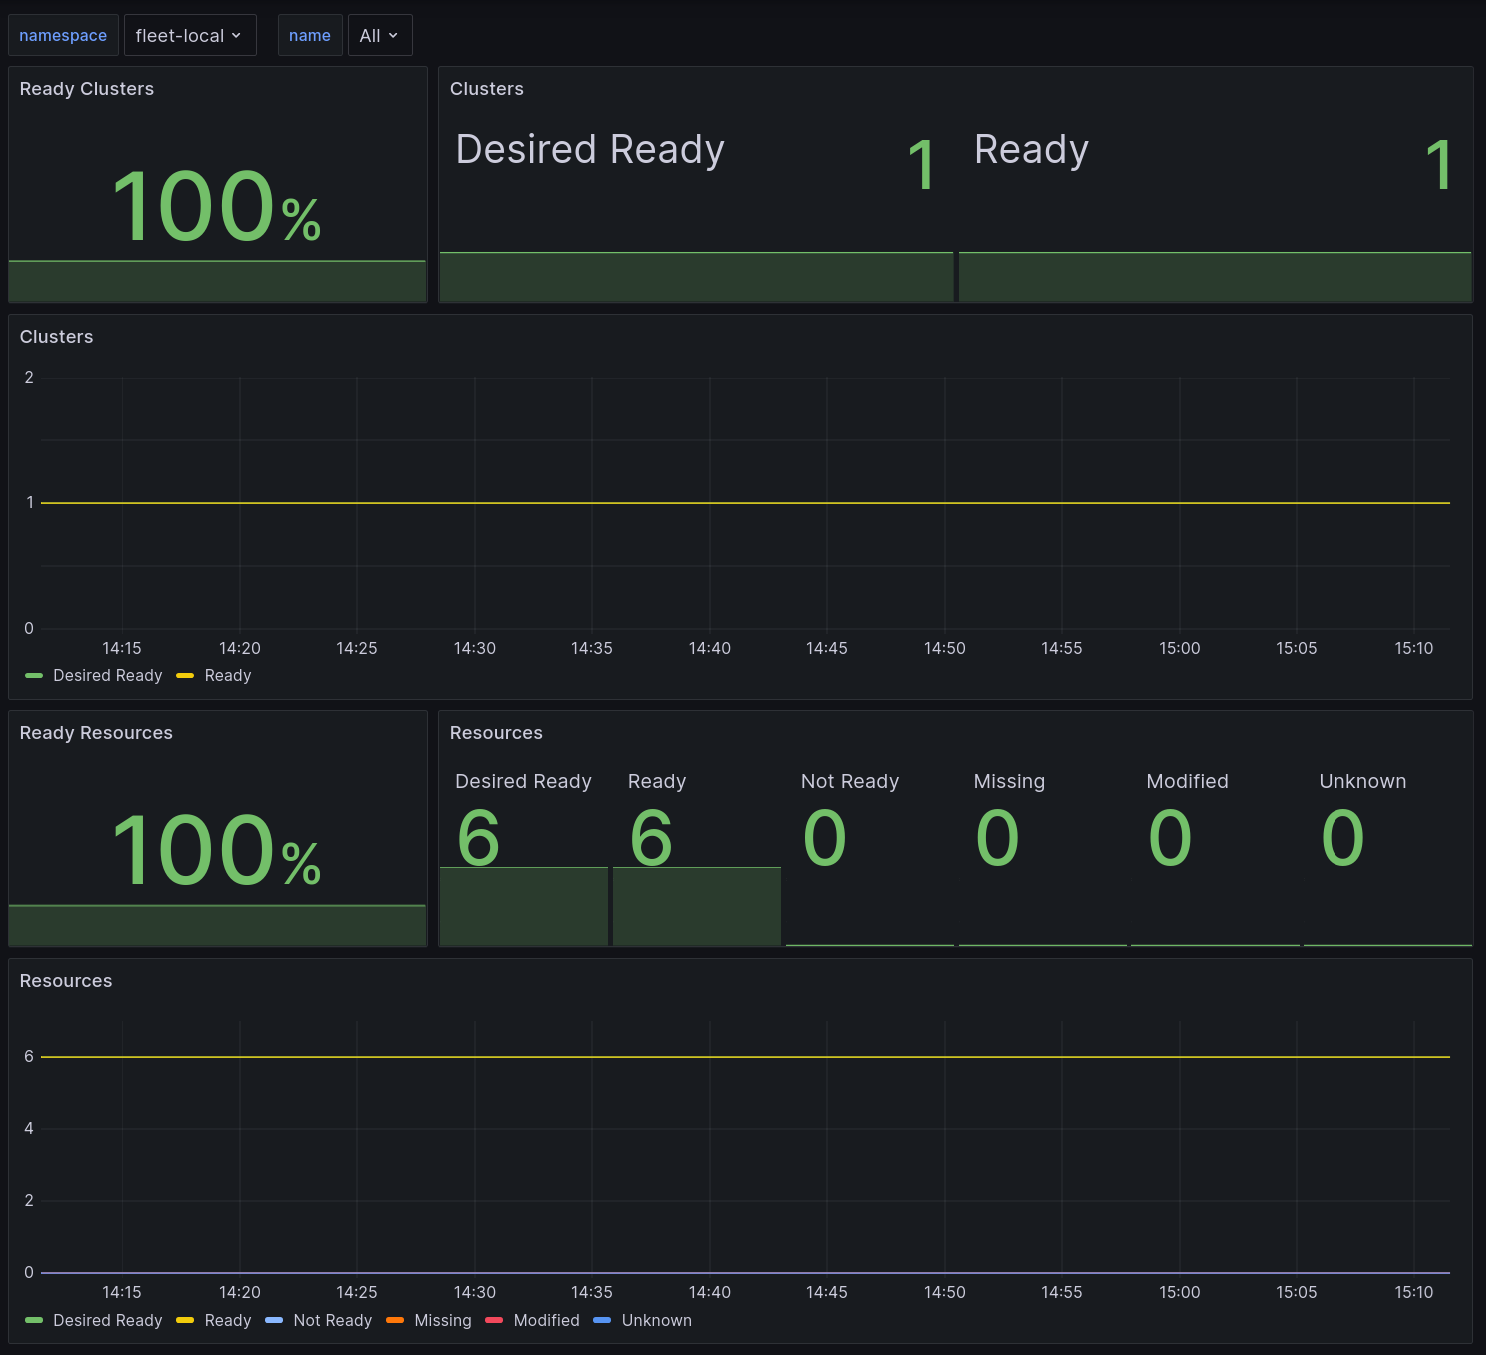 namespace fleet-local name All
Ready Clusters
100%
Clusters
Desired Ready 1 Ready 1
Clusters
2
1
0
14:15 14:20 14:25 14:30 14:35 14:40 14:45 14:50 14:55 15:00 15:05 15:10
Desired Ready Ready
Ready Resources
100%
Resources
Desired Ready Ready Not Ready Missing Modified Unknown
6 6 0 0 0 0
Resources
6
4
2
0
14:15 14:20 14:25 14:30 14:35 14:40 14:45 14:50 14:55 15:00 15:05 15:10
Desired Ready Ready Not Ready Missing Modified Unknown